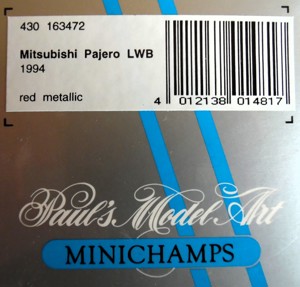 430 163472
Mitsubishi Pajero LWB
1994
red metallic
4 012138 014817
Paul's Model Art
MINICHAMPS